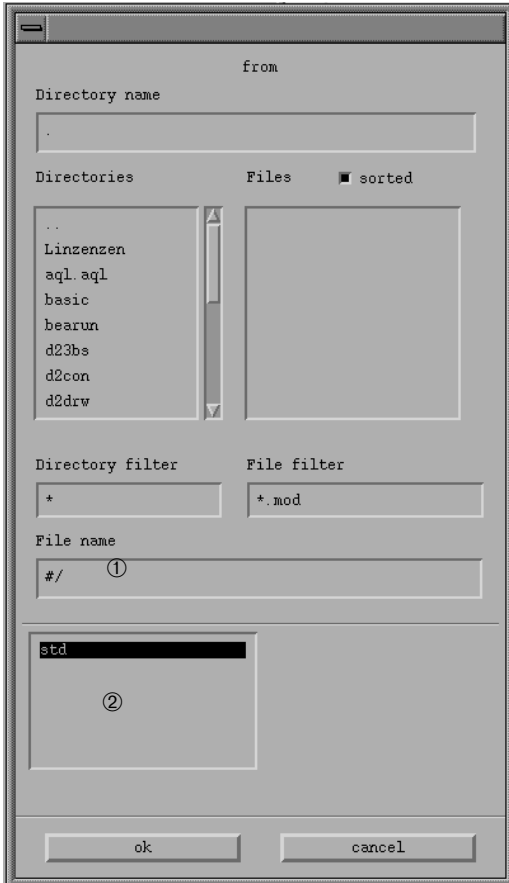 from
Directory name
.
Directories
Files
sorted
..
Linzenzen
aql.aql
basic
bearun
d23bs
d2con
d2drw
Directory filter
File filter
*
*.mod
File name
#/
①
std
②
ok
cancel